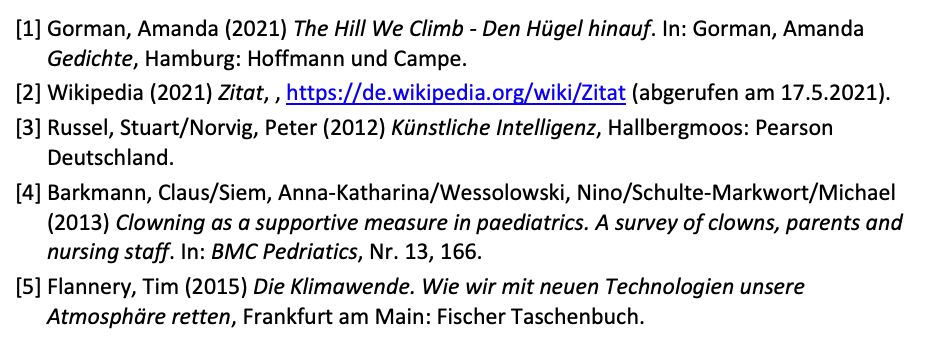 [1] Gorman, Amanda (2021) The Hill We Climb - Den Hügel hinauf. In: Gorman, Amanda
Gedichte, Hamburg: Hoffmann und Campe.
[2] Wikipedia (2021) Zitat, , https://de.wikipedia.org/wiki/Zitat (abgerufen am 17.5.2021).
[3] Russel, Stuart/Norvig, Peter (2012) Künstliche Intelligenz, Hallbergmoos: Pearson
Deutschland.
[4] Barkmann, Claus/Siem, Anna-Katharina/Wessolowski, Nino/Schulte-Markwort/Michael
(2013) Clowning as a supportive measure in paediatrics. A survey of clowns, parents and
nursing staff. In: BMC Pedriatics, Nr. 13, 166.
[5] Flannery, Tim (2015) Die Klimawende. Wie wir mit neuen Technologien unsere
Atmosphäre retten, Frankfurt am Main: Fischer Taschenbuch.